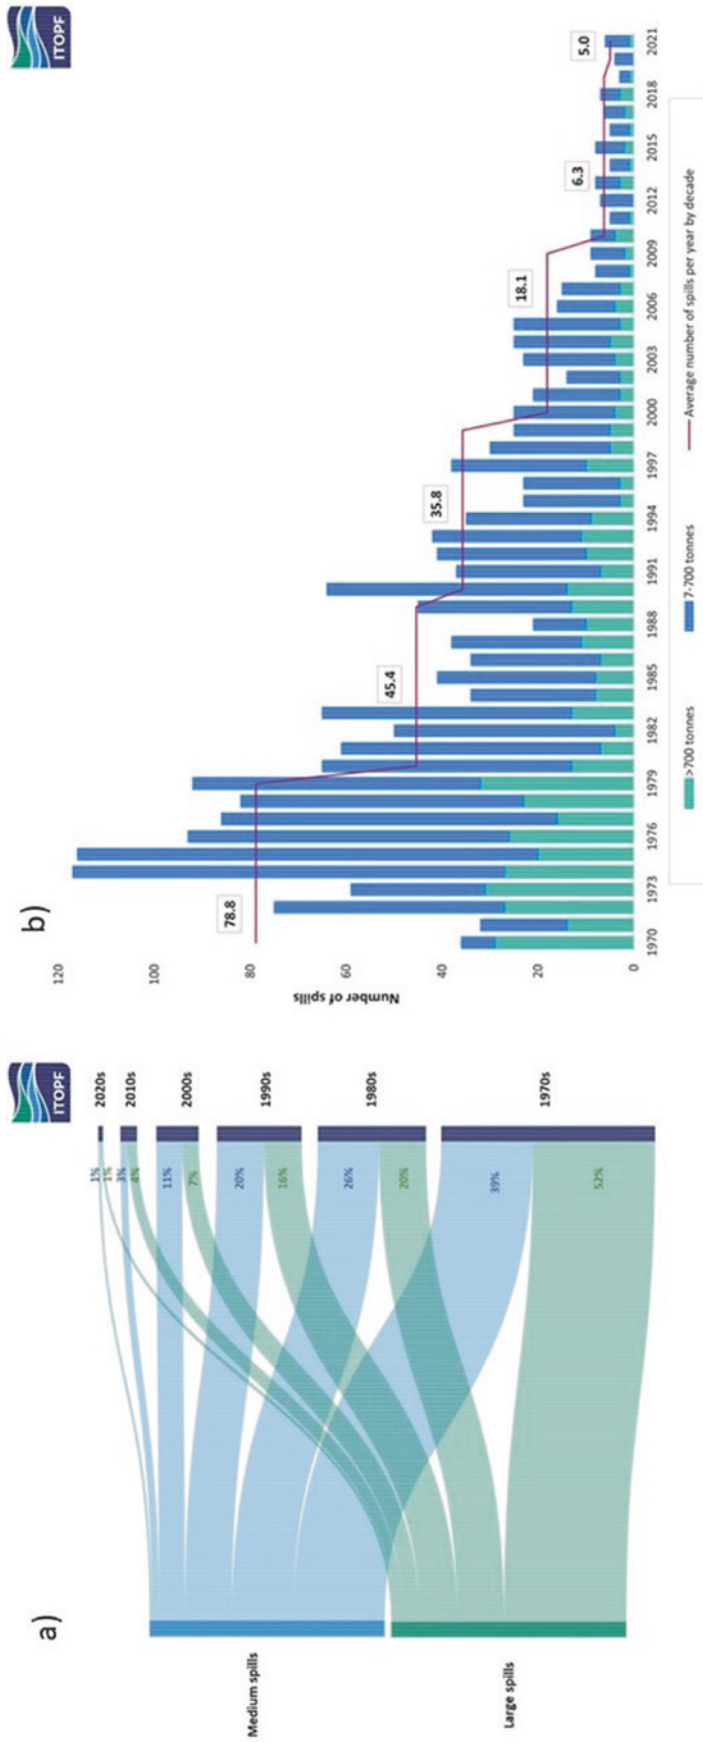 a)
ITOPF
Medium spills
Large spills
1%
1%
3%
4%
11%
7%
20%
16%
26%
20%
39%
52%
2020s
2010s
2000s
1990s
1980s
1970s
b)
ITOPF
Number of spills
120
100
80
60
40
20
0
78.8
45.4
35.8
18.1
6.3
5.0
1970
1973
1976
1979
1982
1985
1988
1991
1994
1997
2000
2003
2006
2009
2012
2015
2018
2021
>700 tonnes
7-700 tonnes
Average number of spills per year by decade